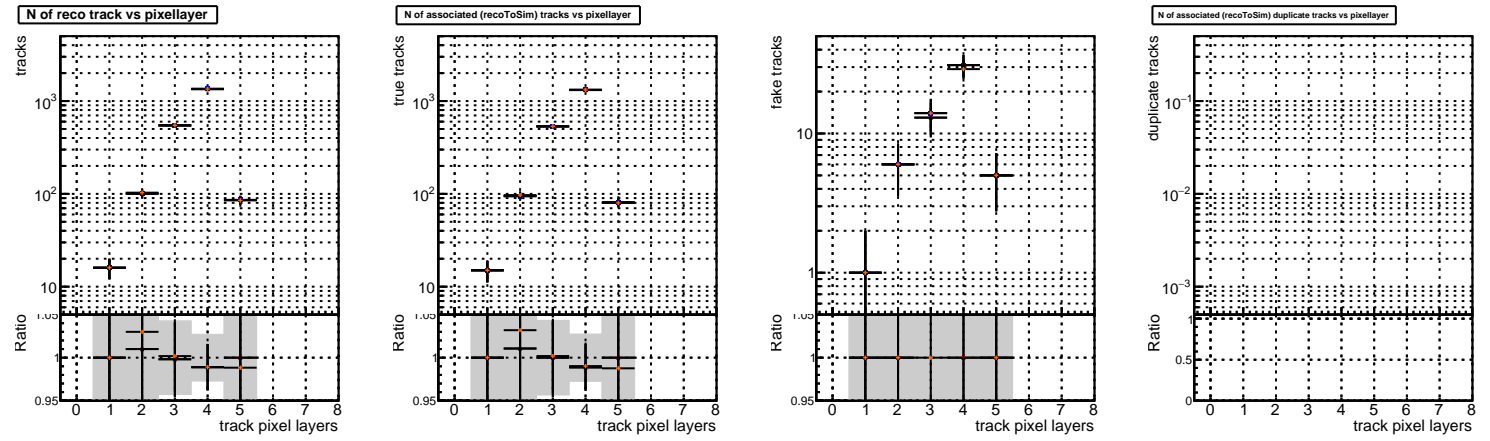 N of reco track vs pixellayer
tracks
10³
10²
10
Ratio
1.05
1
0.95
0 1 2 3 4 5 6 7 8
track pixel layers
N of associated (recoToSim) tracks vs pixellayer
true tracks
10³
10²
10
Ratio
1.05
1
0.95
0 1 2 3 4 5 6 7 8
track pixel layers
fake tracks
10
1
Ratio
1.05
1
0.95
0 1 2 3 4 5 6 7 8
track pixel layers
N of associated (recoToSim) duplicate tracks vs pixellayer
duplicate tracks
10⁻¹
10⁻²
10⁻³
Ratio
1
0.5
0
0 1 2 3 4 5 6 7 8
track pixel layers